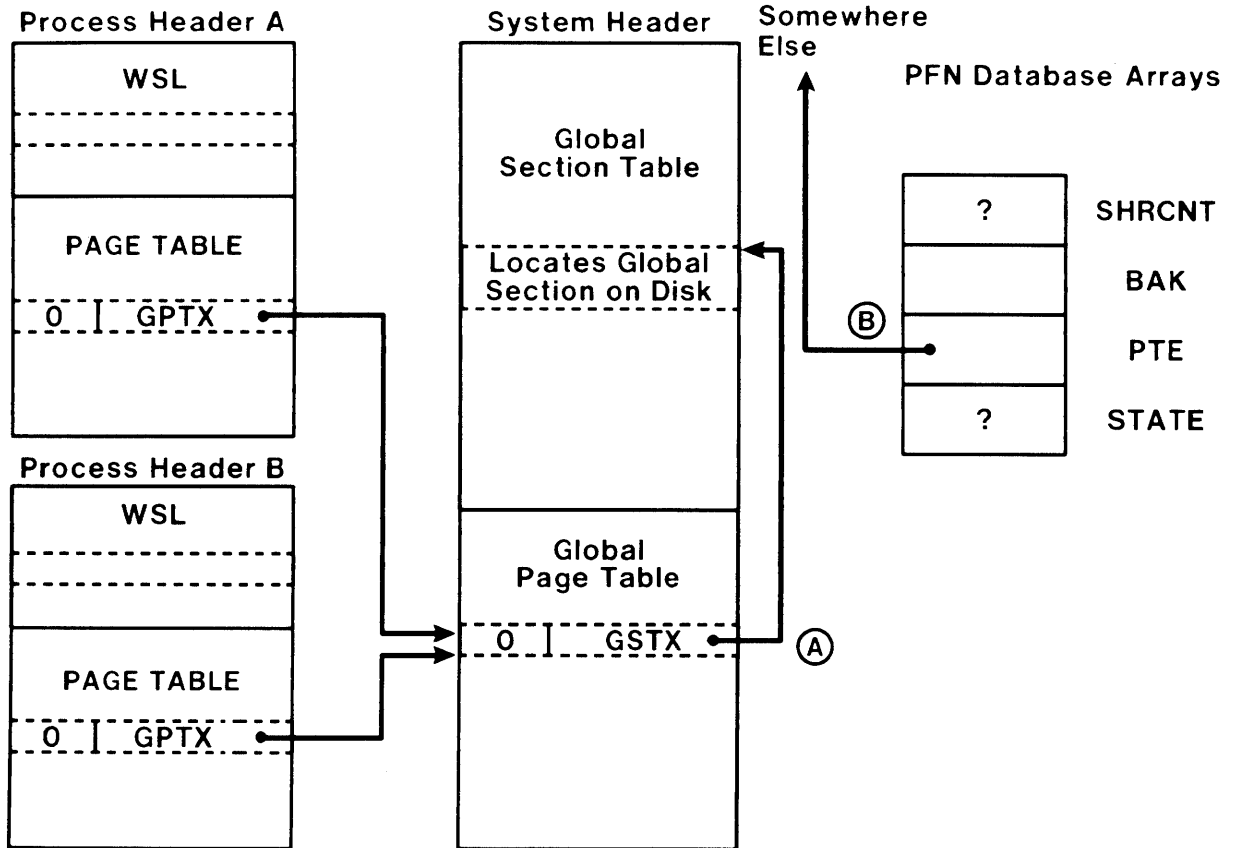 Process Header A
WSL
PAGE TABLE
0 | GPTX
Process Header B
WSL
PAGE TABLE
0 | GPTX
System Header
Global
Section Table
Locates Global
Section on Disk
Global
Page Table
0 | GSTX
A
Somewhere
Else
B
PFN Database Arrays
? SHRCNT
BAK
PTE
? STATE